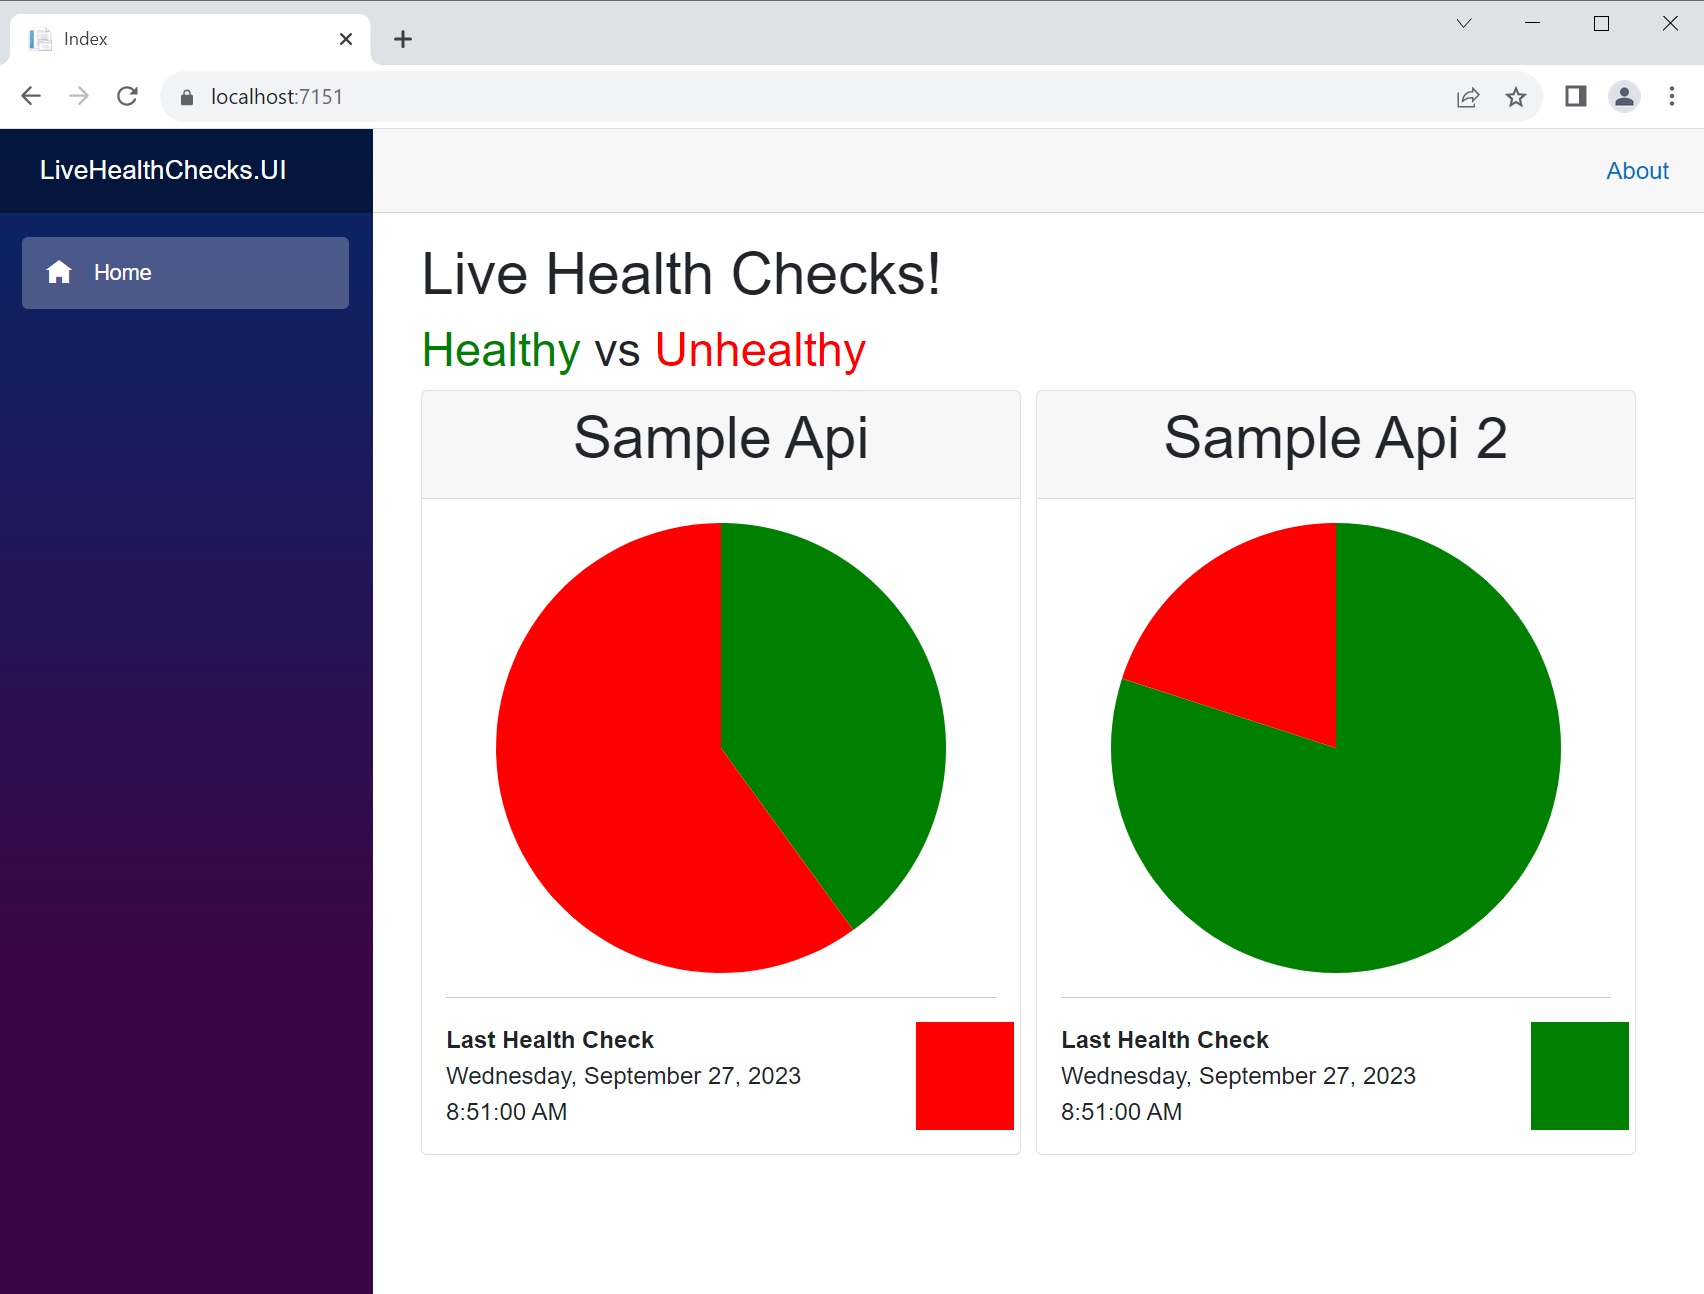 Index
localhost:7151
LiveHealthChecks.UI
About
Home
Live Health Checks!
Healthy vs Unhealthy
Sample Api
Last Health Check
Wednesday, September 27, 2023
8:51:00 AM
Sample Api 2
Last Health Check
Wednesday, September 27, 2023
8:51:00 AM